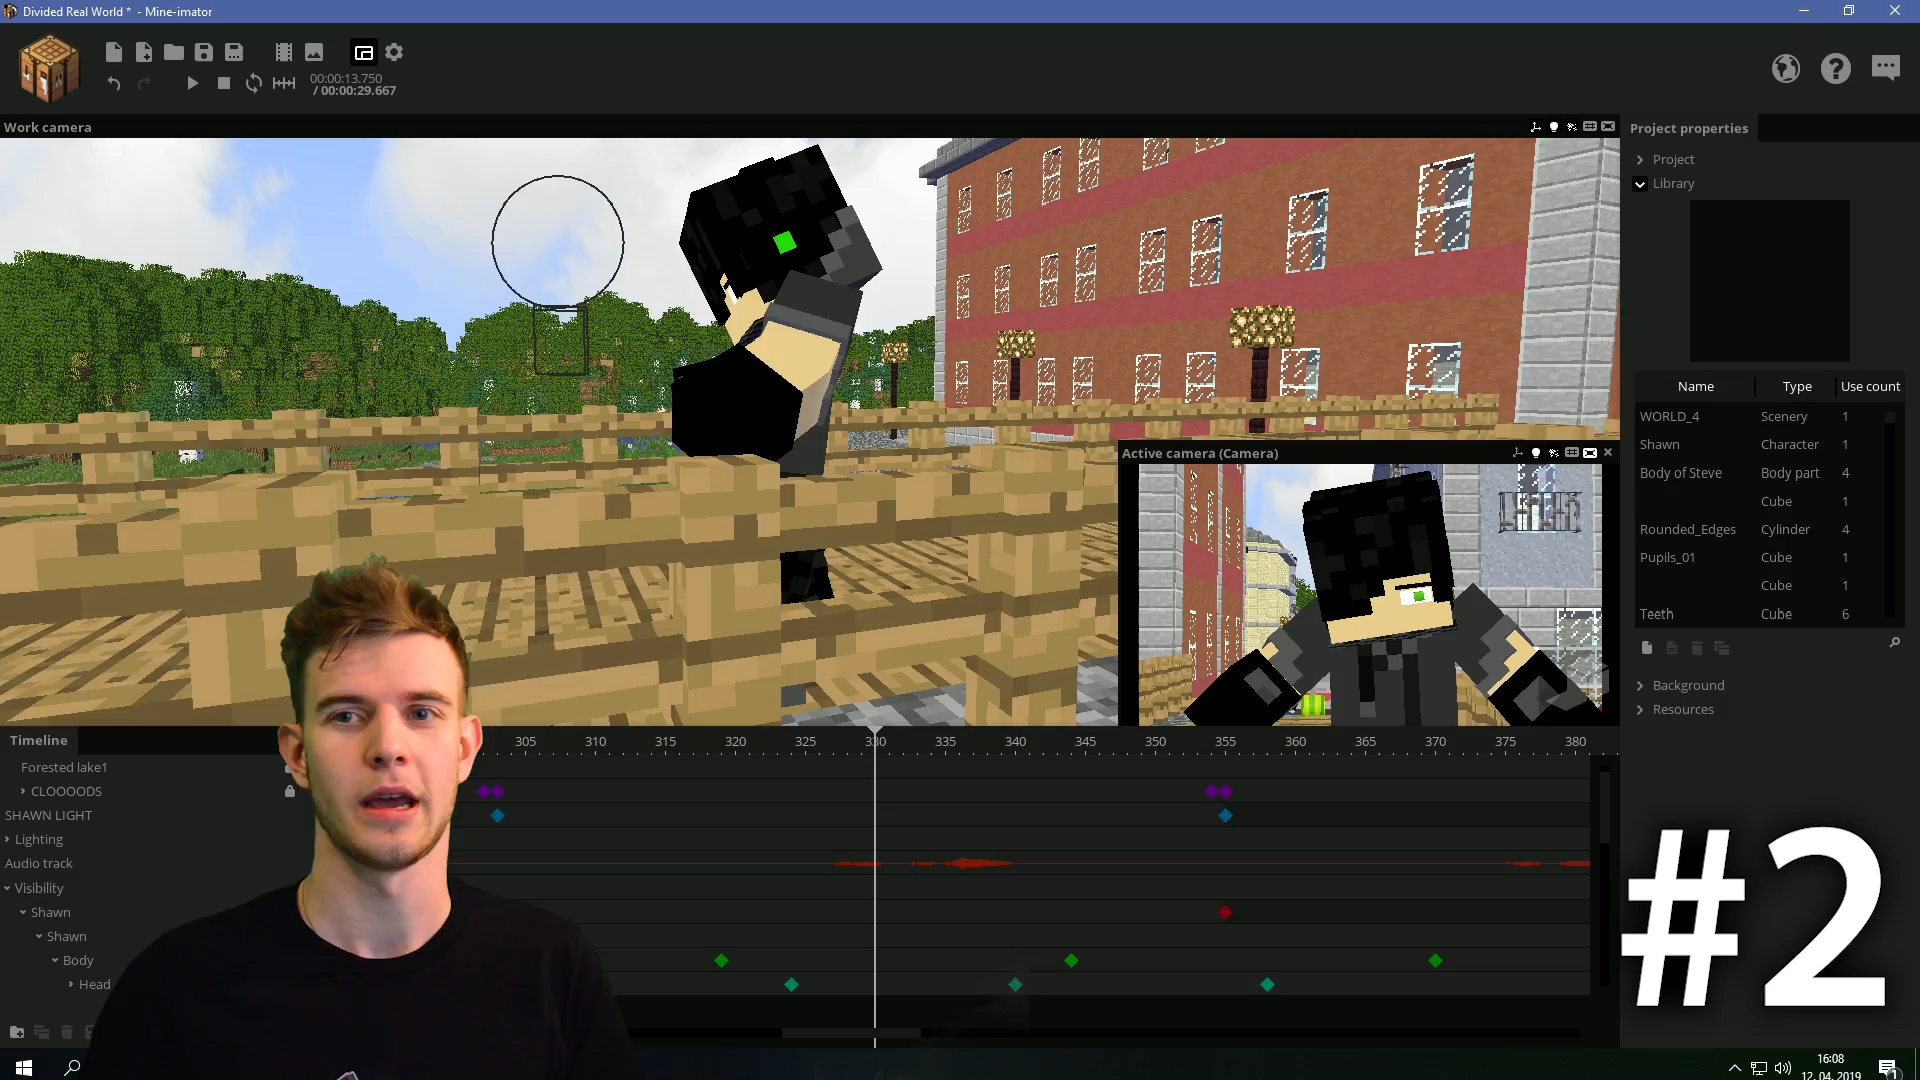 Divided Real World * - Mine-imator
00:00:13.750
/ 00:00:29.667
Work camera
Project properties
Project
Library
Name Type Use count
WORLD_4 Scenery 1
Shawn Character 1
Body of Steve Body part 4
Cube 1
Rounded_Edges Cylinder 4
Pupils_01 Cube 1
Cube 1
Teeth Cube 6
Background
Resources
Active camera (Camera)
Timeline
305 310 315 320 325 330 335 340 345 350 355 360 365 370 375 380
Forested lake1
CLOOOODS
SHAWN LIGHT
Lighting
Audio track
Visibility
Shawn
Shawn
Body
Head
#2
16:08
12.04.2019
1